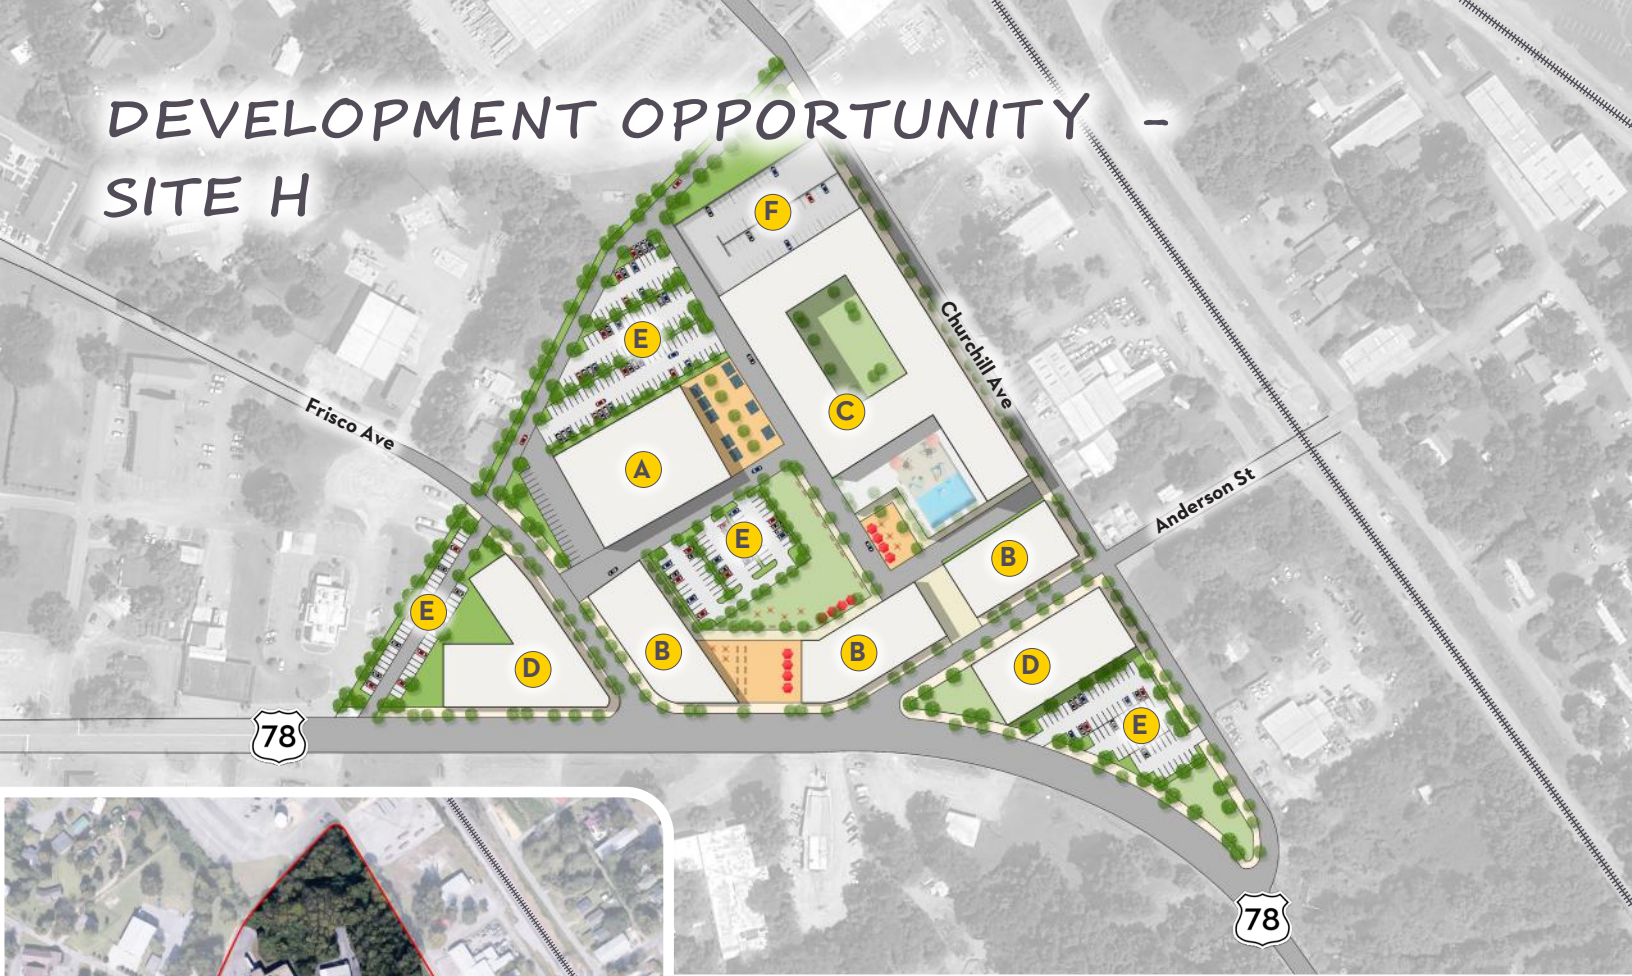 DEVELOPMENT OPPORTUNITY -
SITE H
F
E
Churchill Ave
C
Frisco Ave
A
Anderson St
E
B
E
B
B
D
D
E
78
78